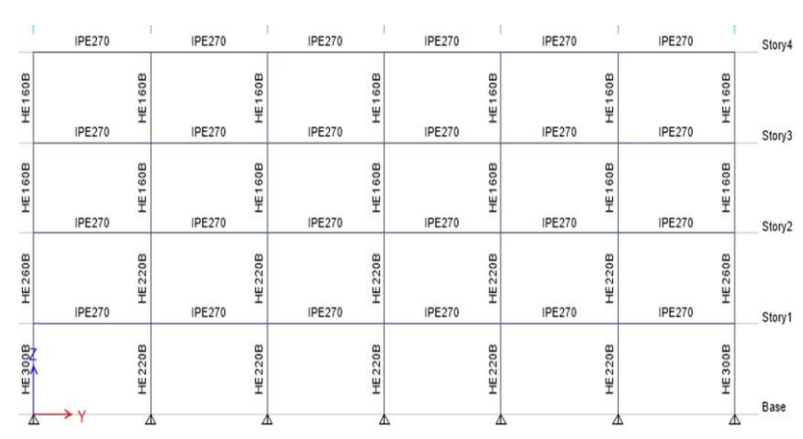 IPE270 IPE270 IPE270 IPE270 IPE270 IPE270 Story4
HE160B HE160B HE160B HE160B HE160B HE160B HE160B
IPE270 IPE270 IPE270 IPE270 IPE270 IPE270 Story3
HE160B HE160B HE160B HE160B HE160B HE160B HE160B
IPE270 IPE270 IPE270 IPE270 IPE270 IPE270 Story2
HE260B HE220B HE220B HE220B HE220B HE220B HE260B
IPE270 IPE270 IPE270 IPE270 IPE270 IPE270 Story1
HE300B HE220B HE220B HE220B HE220B HE220B HE300B
Z
Y
Base